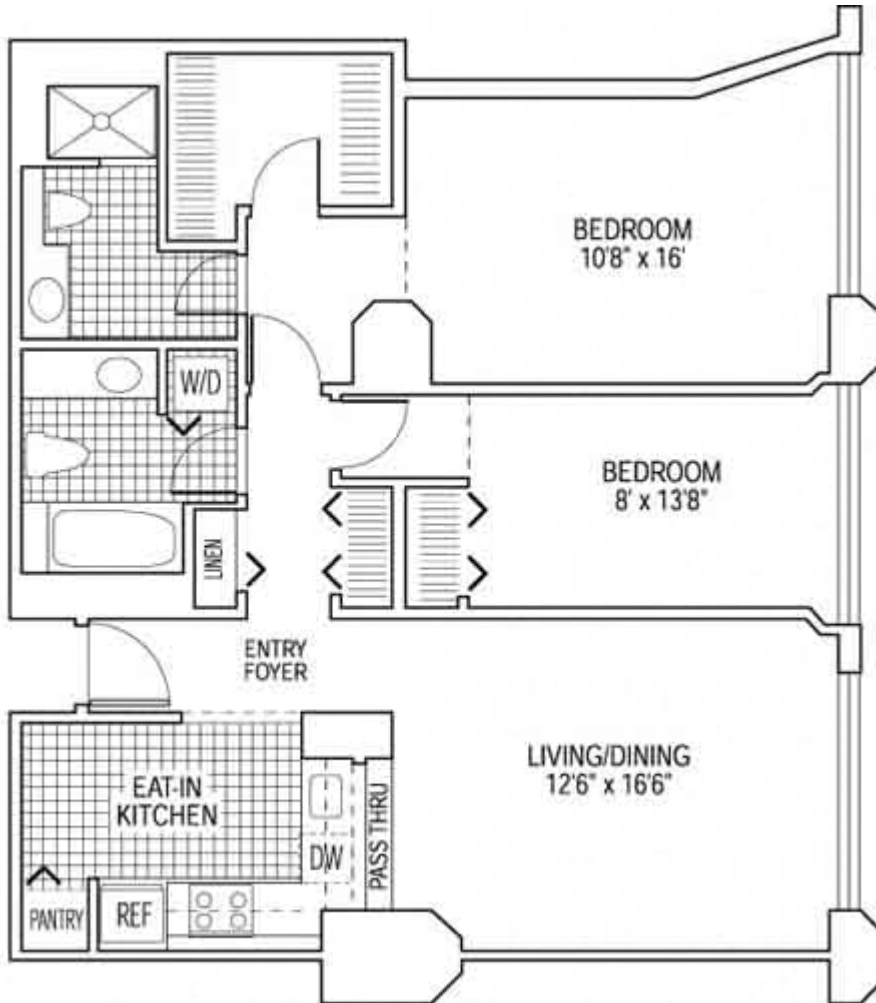 BEDROOM
10'8" x 16'
W/D
BEDROOM
8' x 13'8"
LINEN
ENTRY
FOYER
LIVING/DINING
12'6" x 16'6"
EAT-IN
KITCHEN
PASS THRU
DW
PANTRY
REF